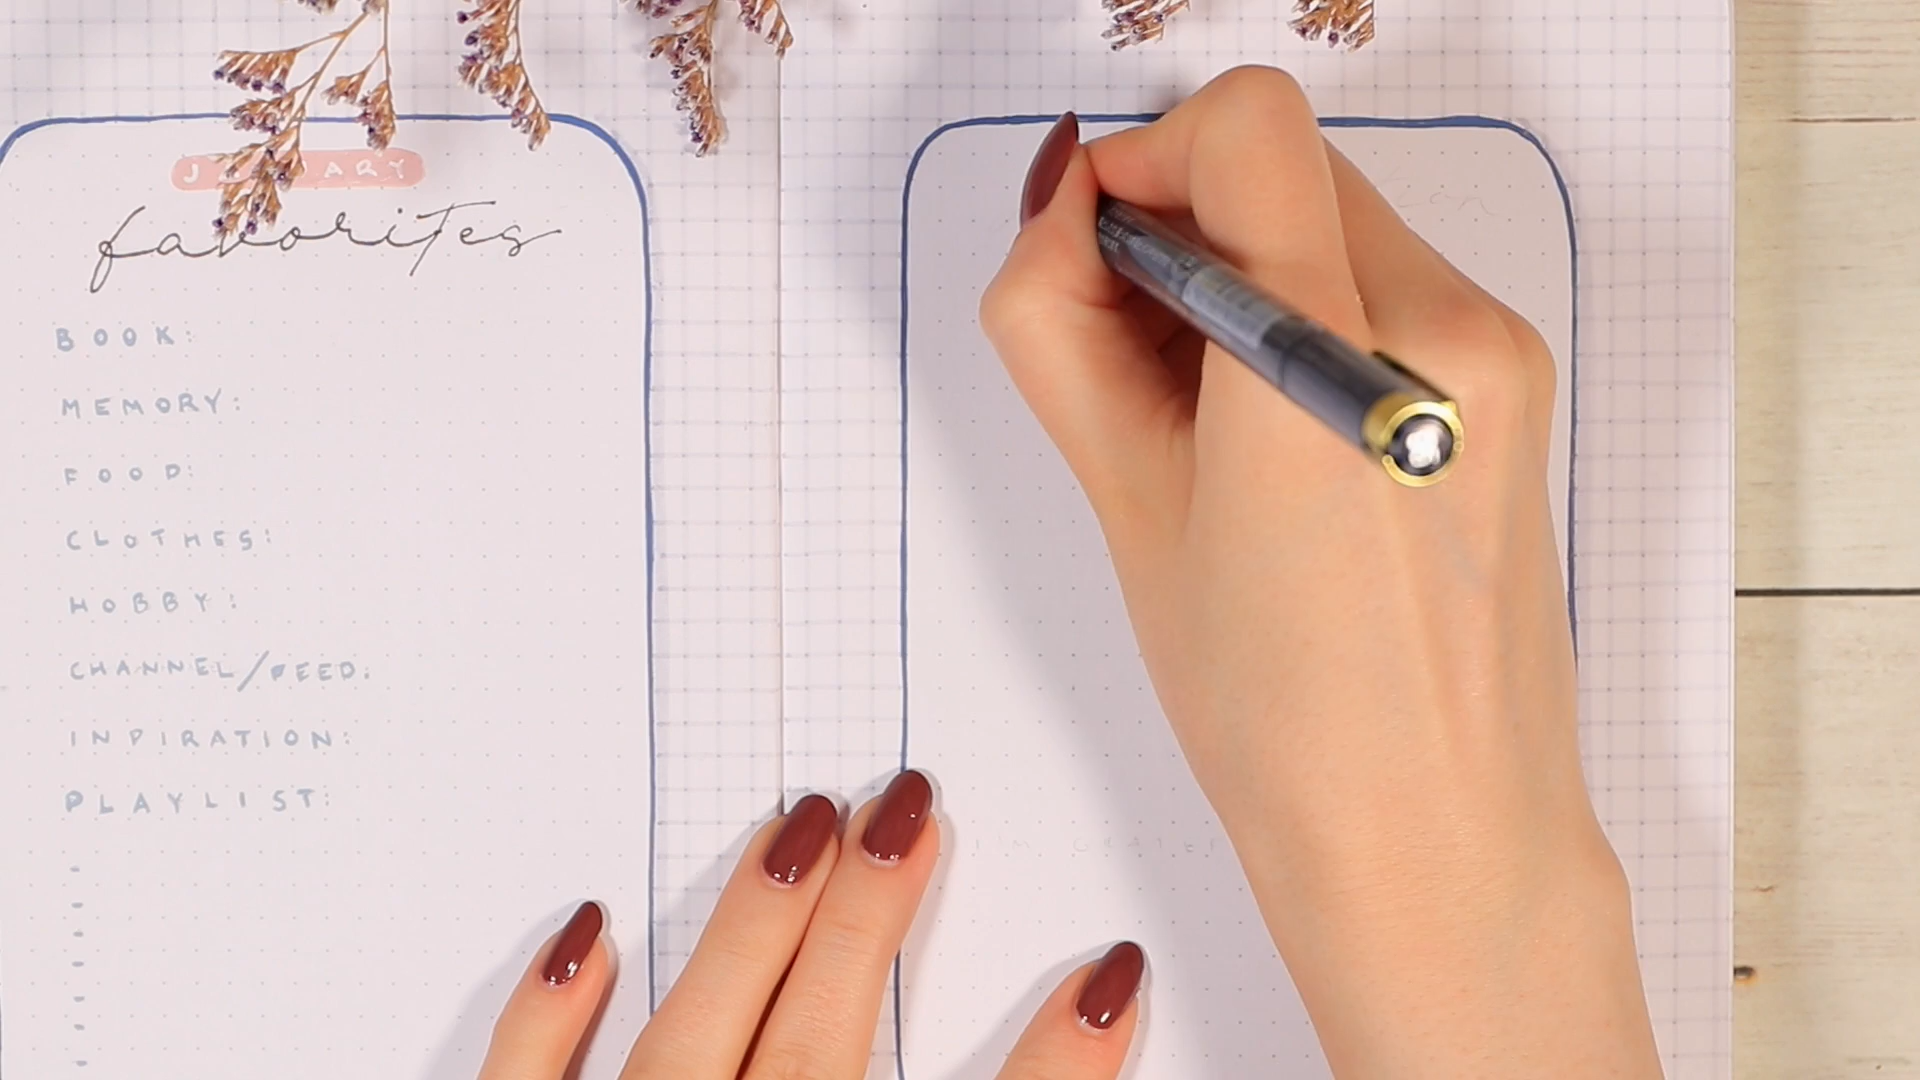 favorites
BOOK:
MEMORY:
FOOD:
CLOTHES:
HOBBY:
CHANNEL/FEED:
INPIRATION:
PLAYLIST:
I'M